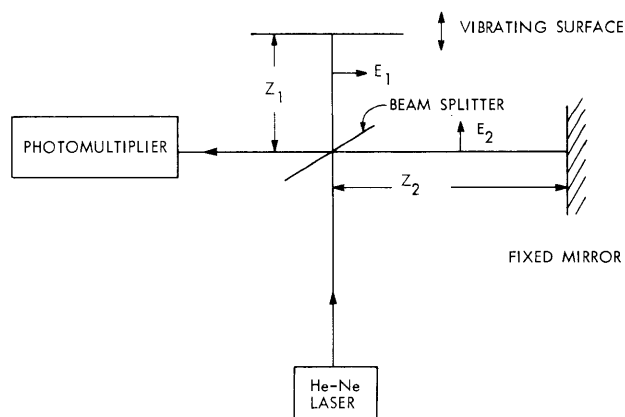 VIBRATING SURFACE
E1
Z1
BEAM SPLITTER
PHOTOMULTIPLIER
E2
Z2
FIXED MIRROR
He-Ne
LASER